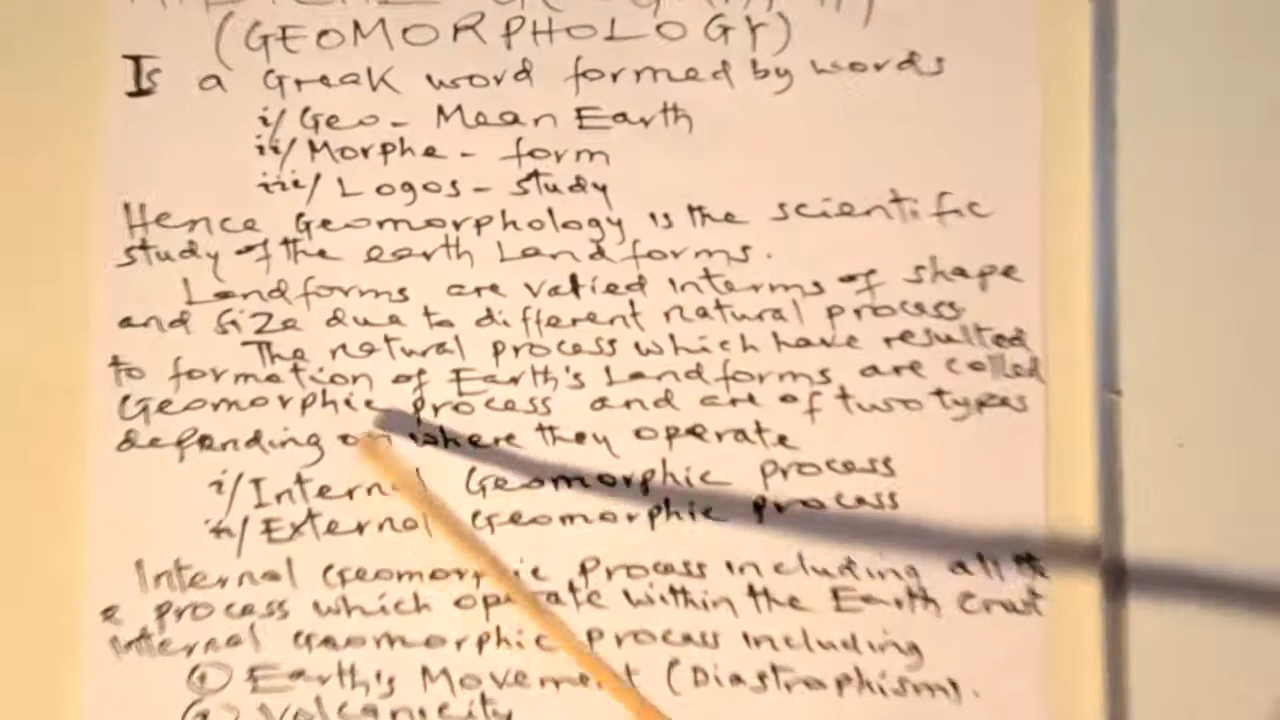 (GEOMORPHOLOGY)
Is a Greak word formed by words
i/ Geo - Mean Earth
ii/ Morphe - form
iii/ Logos - study
Hence Geomorphology is the scientific
study of the earth Landforms.
Landforms are varied interms of shape
and size due to different natural process
The natural process which have resulted
to formation of Earth's Landforms are called
Geomorphic process and are of two types
depending on where they operate
i/ Internal Geomorphic process
ii/ External Geomorphic process
Internal Geomorphic Process including all the
process which operate within the Earth crust
Internal Geomorphic process including
① Earth's Movement (Diastrophism).
② Volcanicity